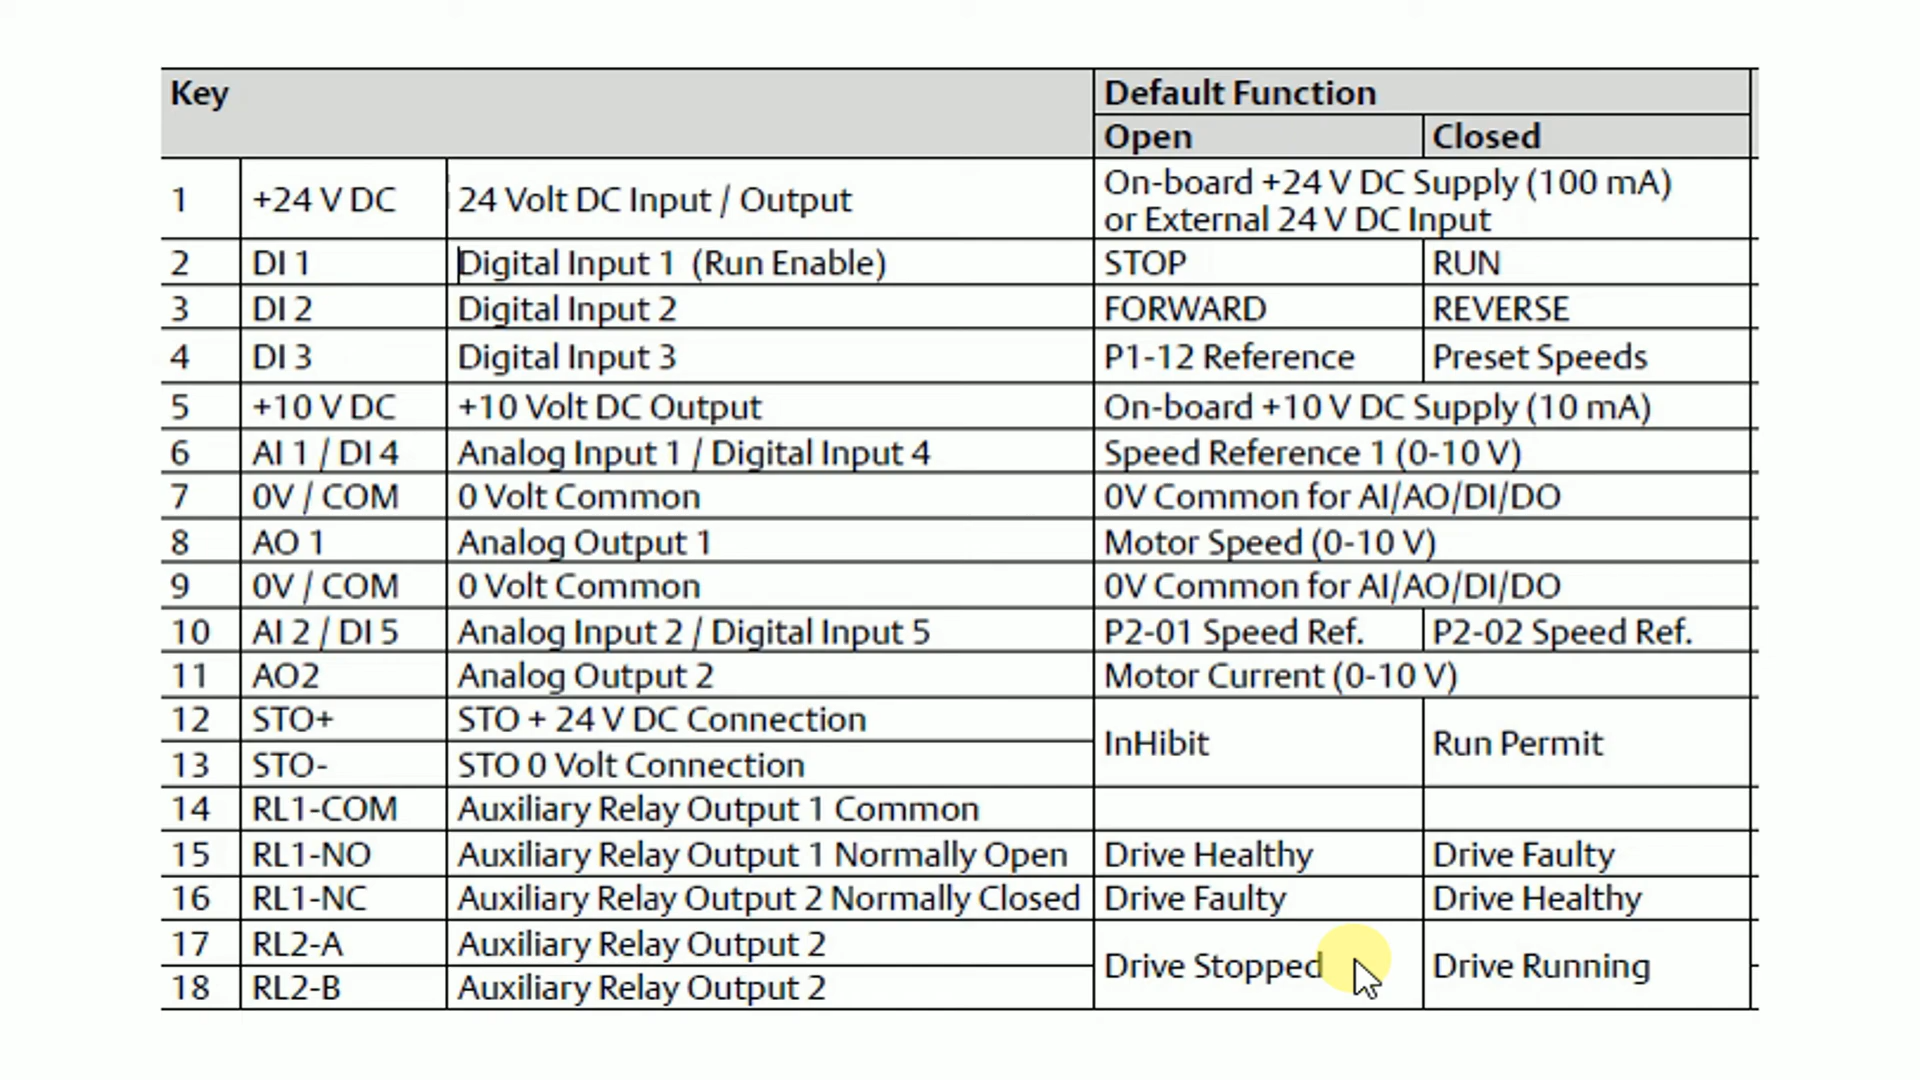 Key
Default Function
Open
Closed
1 +24 V DC 24 Volt DC Input / Output On-board +24 V DC Supply (100 mA)
or External 24 V DC Input
2 DI 1 Digital Input 1 (Run Enable) STOP RUN
3 DI 2 Digital Input 2 FORWARD REVERSE
4 DI 3 Digital Input 3 P1-12 Reference Preset Speeds
5 +10 V DC +10 Volt DC Output On-board +10 V DC Supply (10 mA)
6 AI 1 / DI 4 Analog Input 1 / Digital Input 4 Speed Reference 1 (0-10 V)
7 0V / COM 0 Volt Common 0V Common for AI/AO/DI/DO
8 AO 1 Analog Output 1 Motor Speed (0-10 V)
9 0V / COM 0 Volt Common 0V Common for AI/AO/DI/DO
10 AI 2 / DI 5 Analog Input 2 / Digital Input 5 P2-01 Speed Ref. P2-02 Speed Ref.
11 AO2 Analog Output 2 Motor Current (0-10 V)
12 STO+ STO + 24 V DC Connection
InHibit Run Permit
13 STO- STO 0 Volt Connection
14 RL1-COM Auxiliary Relay Output 1 Common
15 RL1-NO Auxiliary Relay Output 1 Normally Open Drive Healthy Drive Faulty
16 RL1-NC Auxiliary Relay Output 2 Normally Closed Drive Faulty Drive Healthy
17 RL2-A Auxiliary Relay Output 2
Drive Stopped Drive Running
18 RL2-B Auxiliary Relay Output 2